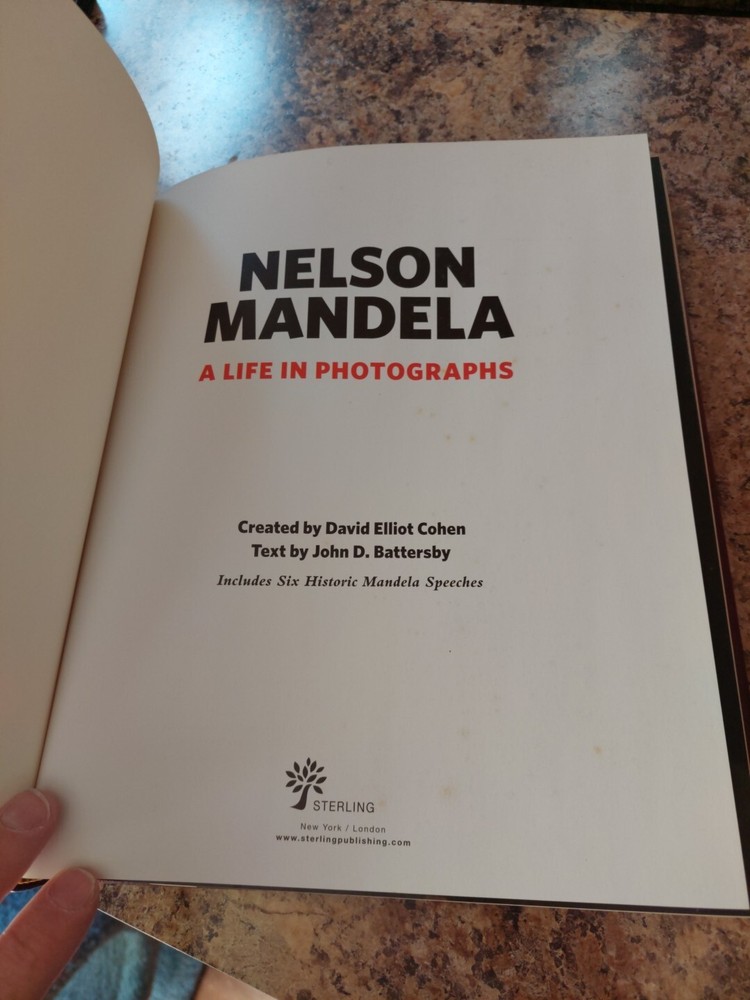 NELSON
MANDELA
A LIFE IN PHOTOGRAPHS
Created by David Elliot Cohen
Text by John D. Battersby
Includes Six Historic Mandela Speeches
STERLING
New York / London
www.sterlingpublishing.com